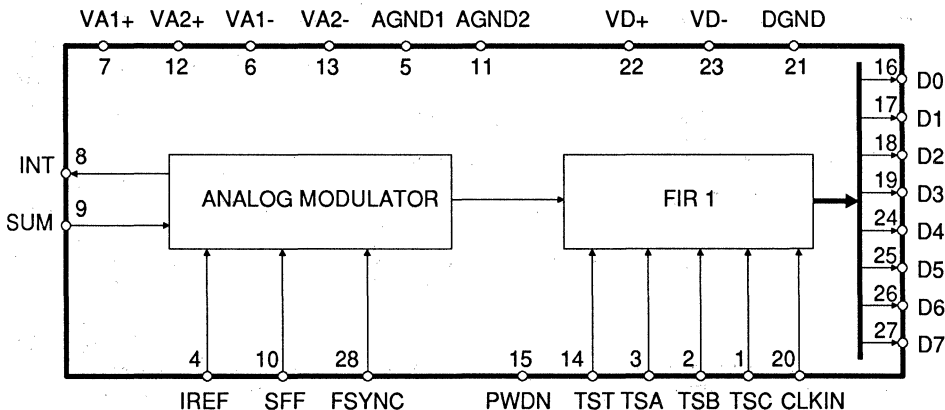 VA1+ VA2+ VA1- VA2- AGND1 AGND2 VD+ VD- DGND
7 12 6 13 5 11 22 23 21
16 D0
17 D1
18 D2
19 D3
24 D4
25 D5
26 D6
27 D7
INT 8
SUM 9
ANALOG MODULATOR
FIR 1
4 10 28 15 14 3 2 1 20
IREF SFF FSYNC PWDN TST TSA TSB TSC CLKIN